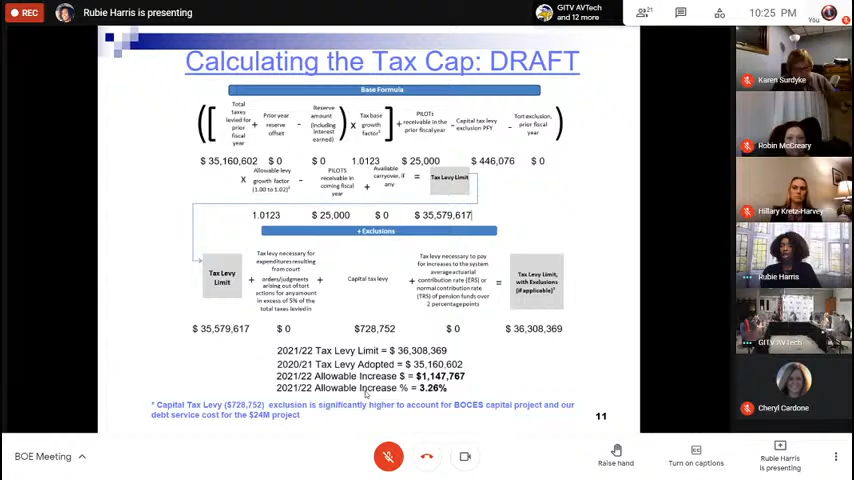 REC
Rubie Harris is presenting
GITV AVTech
and 12 more
21
10:25 PM
You
Calculating the Tax Cap: DRAFT
Base Formula
( [ Total taxes levied for prior fiscal year + Prior year reserve offset - Reserve amount (including interest earned) ) X Tax base growth factor² ] + PILOTs receivable in the prior fiscal year - Capital tax levy exclusion PFY - Tort exclusion, prior fiscal year )
$ 35,160,602 $ 0 $ 0 1.0123 $ 25,000 $ 446,076 $ 0
X Allowable levy growth factor (1.00 to 1.02)³ - PILOTS receivable in coming fiscal year + Available carryover, if any = Tax Levy Limit
1.0123 $ 25,000 $ 0 $ 35,579,617
+ Exclusions
Tax Levy Limit + Tax levy necessary for expenditures resulting from court orders/judgments arising out of tort actions for any amount in excess of 5% of the total taxes levied + Capital tax levy + Tax levy necessary to pay for increases to the system average actuarial contribution rate (ERS) or normal contribution rate (TRS) of pension funds over 2 percentage points = Tax Levy Limit, with Exclusions (if applicable)
$ 35,579,617 $ 0 $728,752 $ 0 $ 36,308,369
2021/22 Tax Levy Limit = $ 36,308,369
2020/21 Tax Levy Adopted = $ 35,160,602
2021/22 Allowable Increase $ = $1,147,767
2021/22 Allowable Increase % = 3.26%
* Capital Tax Levy ($728,752) exclusion is significantly higher to account for BOCES capital project and our
debt service cost for the $24M project
11
Karen Surdyke
Robin McCreary
Hillary Kretz-Harvey
Rubie Harris
GITV AVTech
Cheryl Cardone
BOE Meeting
Raise hand
Turn on captions
Rubie Harris
is presenting